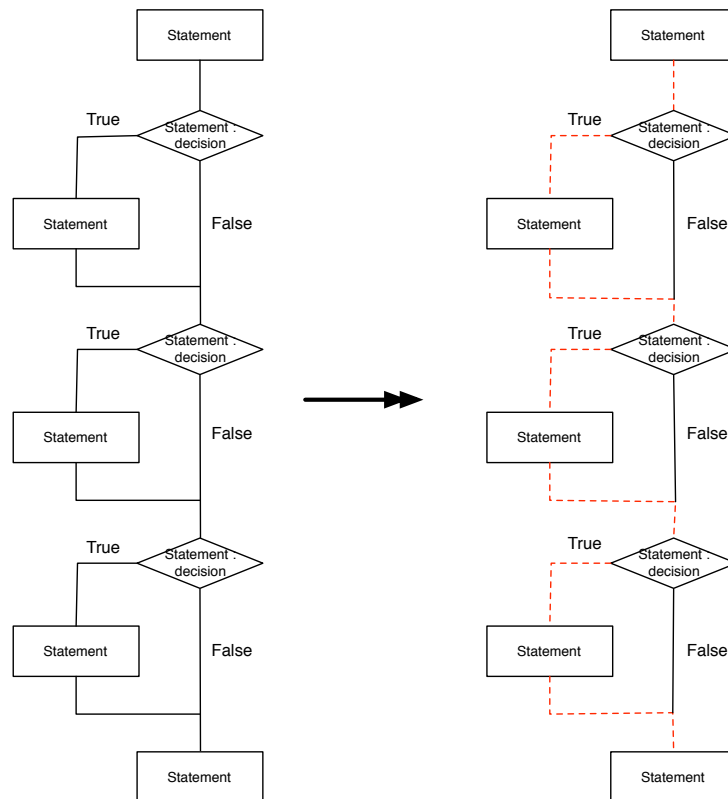 Statement
True
Statement :
decision
Statement
False
True
Statement :
decision
Statement
False
True
Statement :
decision
Statement
False
Statement
Statement
True
Statement :
decision
Statement
False
True
Statement :
decision
Statement
False
True
Statement :
decision
Statement
False
Statement